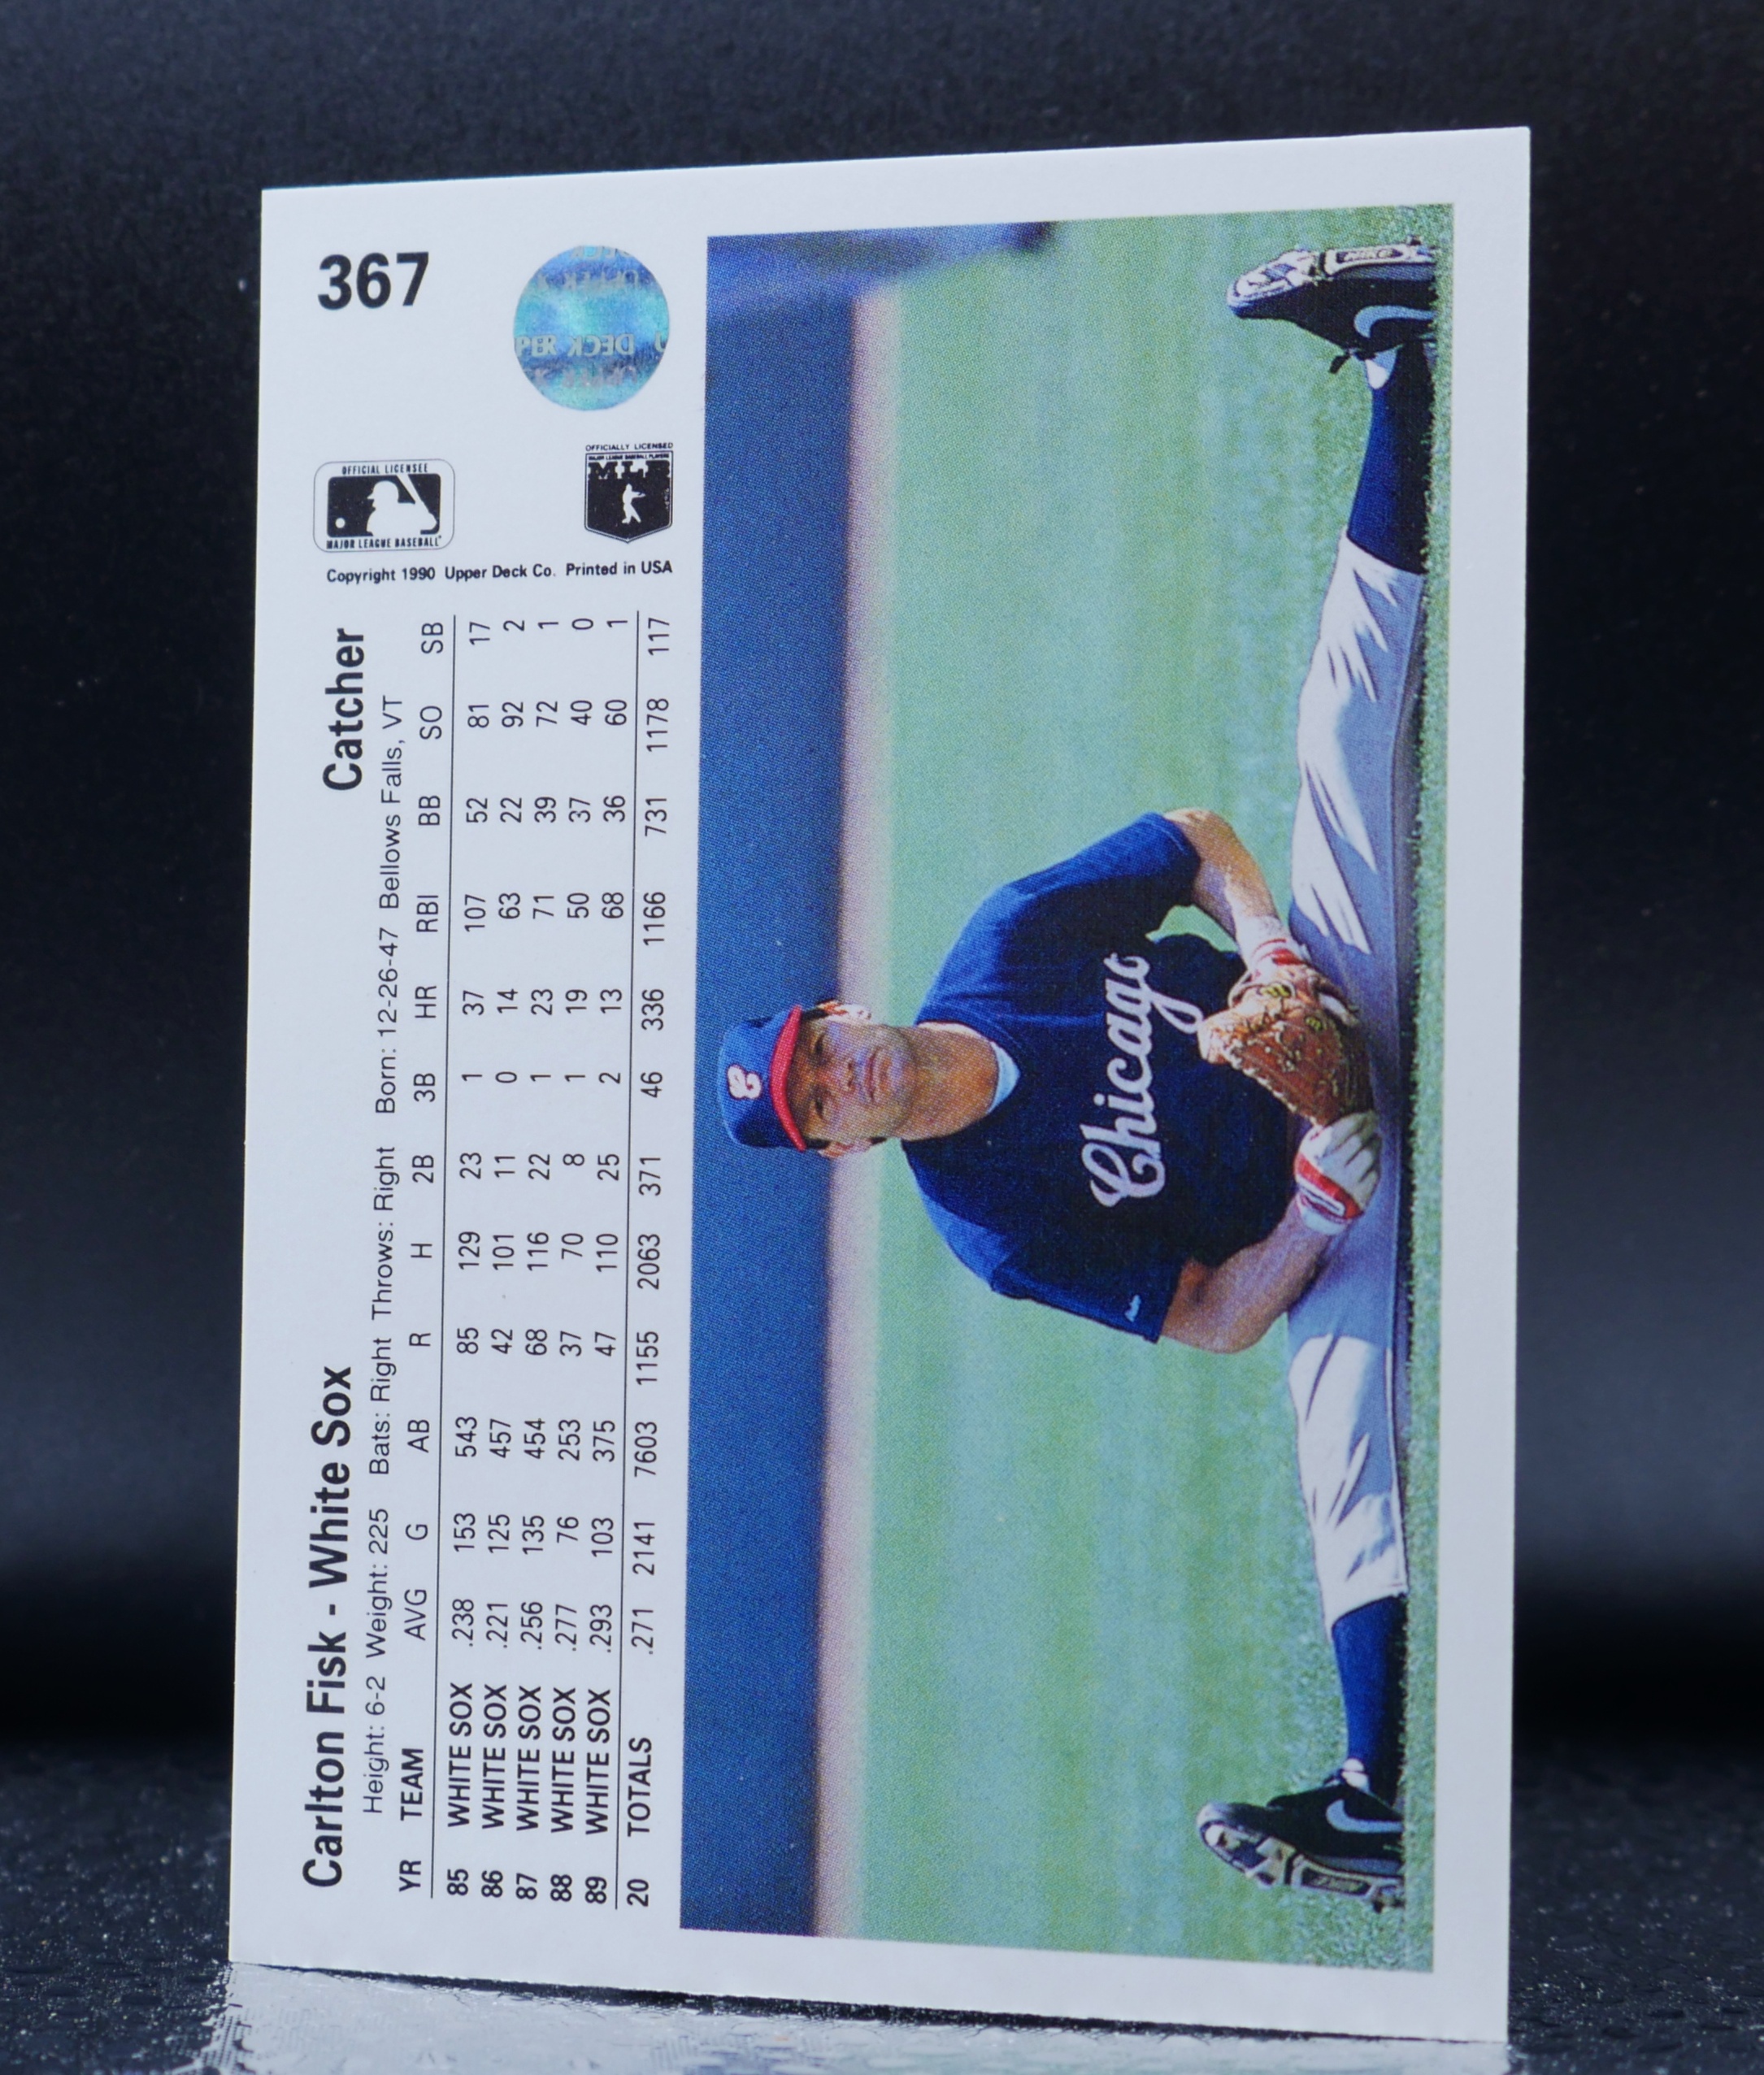 Carlton Fisk - White Sox Catcher 367
Height: 6-2 Weight: 225 Bats: Right Throws: Right Born: 12-26-47 Bellows Falls, VT
YR TEAM AVG G AB R H 2B 3B HR RBI BB SO SB
85 WHITE SOX .238 153 543 85 129 23 1 37 107 52 81 17
86 WHITE SOX .221 125 457 42 101 11 0 14 63 22 92 2
87 WHITE SOX .256 135 454 68 116 22 1 23 71 39 72 1
88 WHITE SOX .277 76 253 37 70 8 1 19 50 37 40 0
89 WHITE SOX .293 103 375 47 110 25 2 13 68 36 60 1
20 TOTALS .271 2141 7603 1155 2063 371 46 336 1166 731 1178 117
Copyright 1990 Upper Deck Co. Printed in USA
OFFICIAL LICENSEE
MAJOR LEAGUE BASEBALL
OFFICIALLY LICENSED
MAJOR LEAGUE BASEBALL PLAYERS
MLB
DECK
Chicago
NIKE